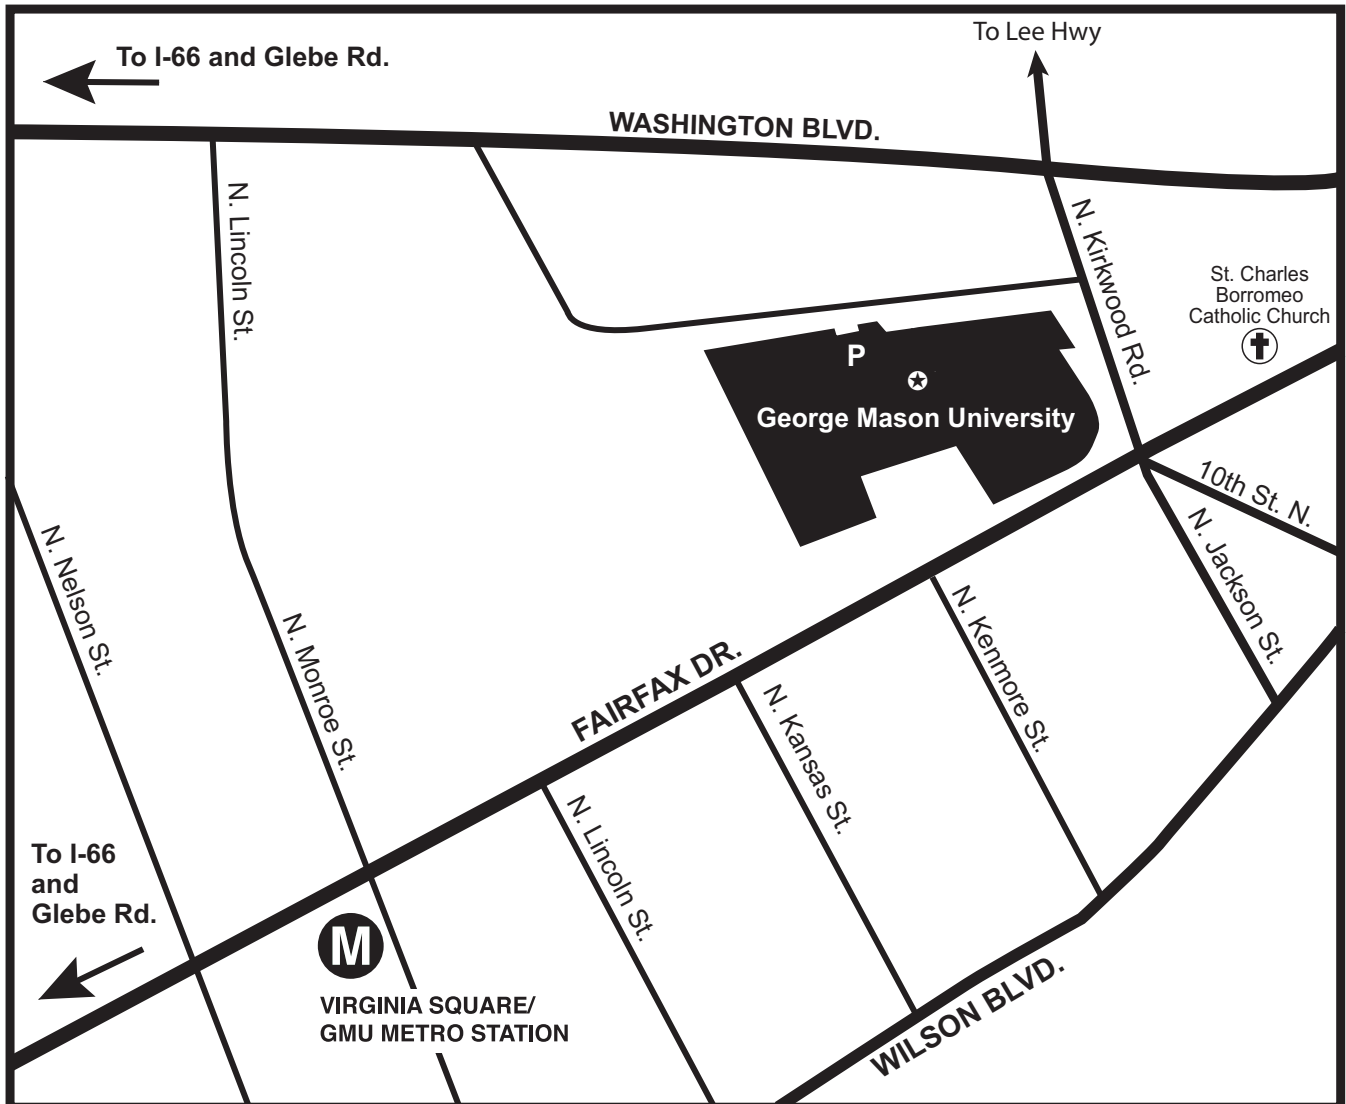 To Lee Hwy
To I-66 and Glebe Rd.
WASHINGTON BLVD.
N. Lincoln St.
N. Kirkwood Rd.
St. Charles
Borromeo
Catholic Church
P
George Mason University
10th St. N.
N. Jackson St.
N. Nelson St.
N. Monroe St.
N. Kenmore St.
FAIRFAX DR.
N. Kansas St.
N. Lincoln St.
To I-66
and
Glebe Rd.
M
VIRGINIA SQUARE/
GMU METRO STATION
WILSON BLVD.